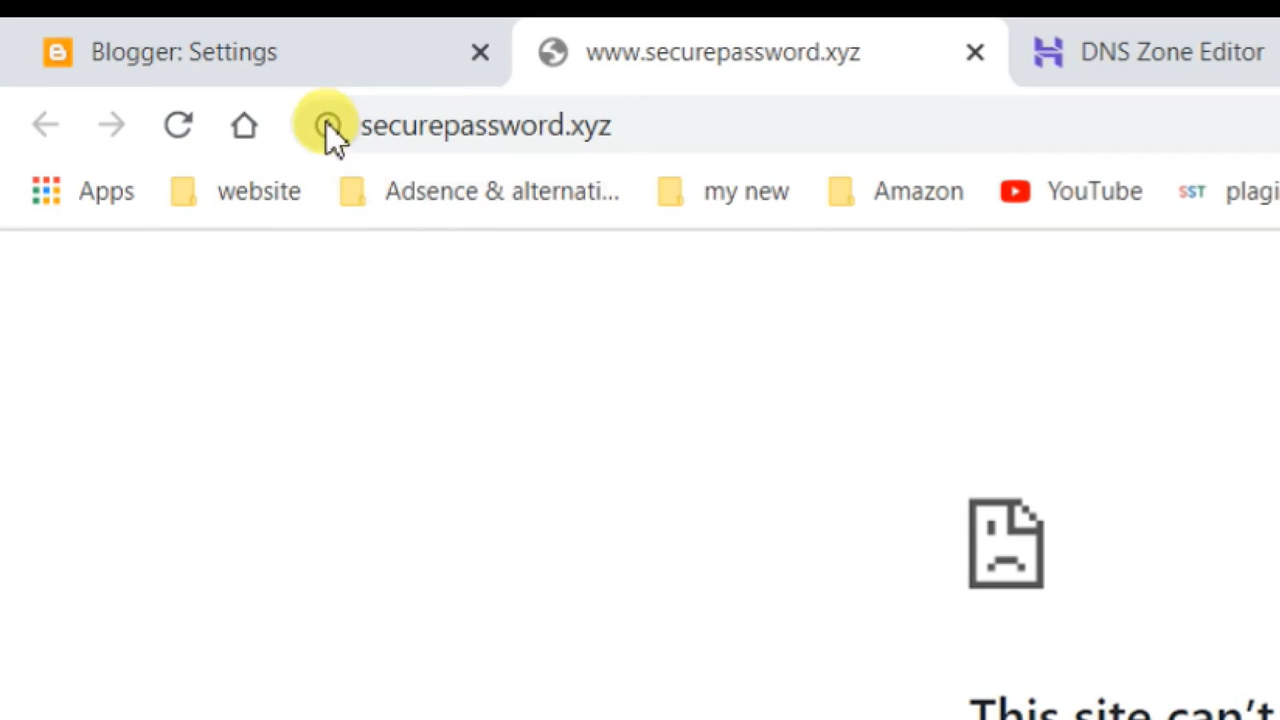 Blogger: Settings
www.securepassword.xyz
DNS Zone Editor
securepassword.xyz
Apps
website
Adsence & alternati...
my new
Amazon
YouTube
SST
plagi
This site can't